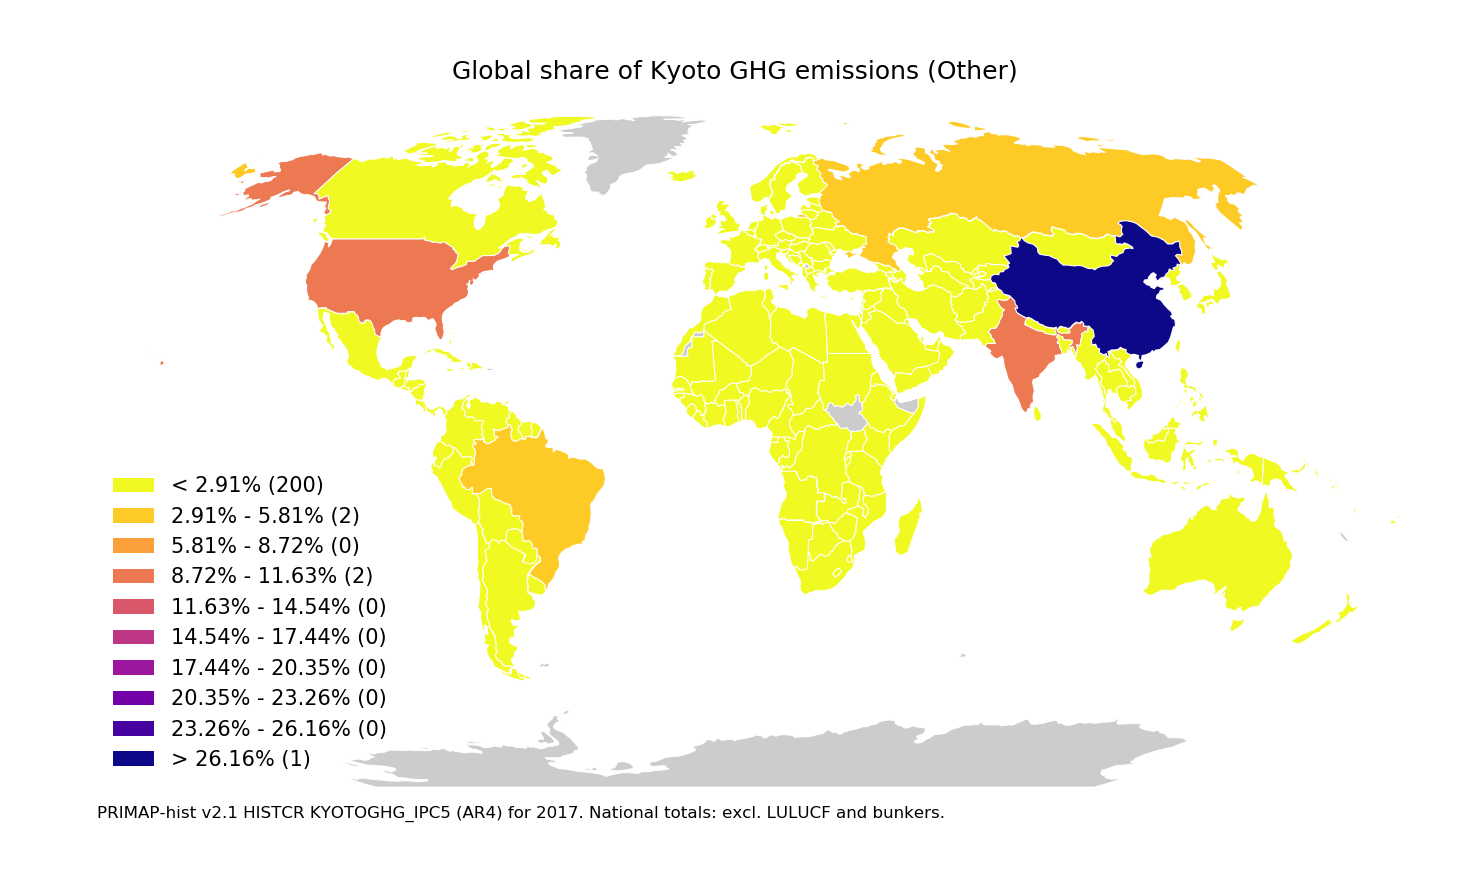 Global share of Kyoto GHG emissions (Other)
< 2.91% (200)
2.91% - 5.81% (2)
5.81% - 8.72% (0)
8.72% - 11.63% (2)
11.63% - 14.54% (0)
14.54% - 17.44% (0)
17.44% - 20.35% (0)
20.35% - 23.26% (0)
23.26% - 26.16% (0)
> 26.16% (1)
PRIMAP-hist v2.1 HISTCR KYOTOGHG_IPC5 (AR4) for 2017. National totals: excl. LULUCF and bunkers.